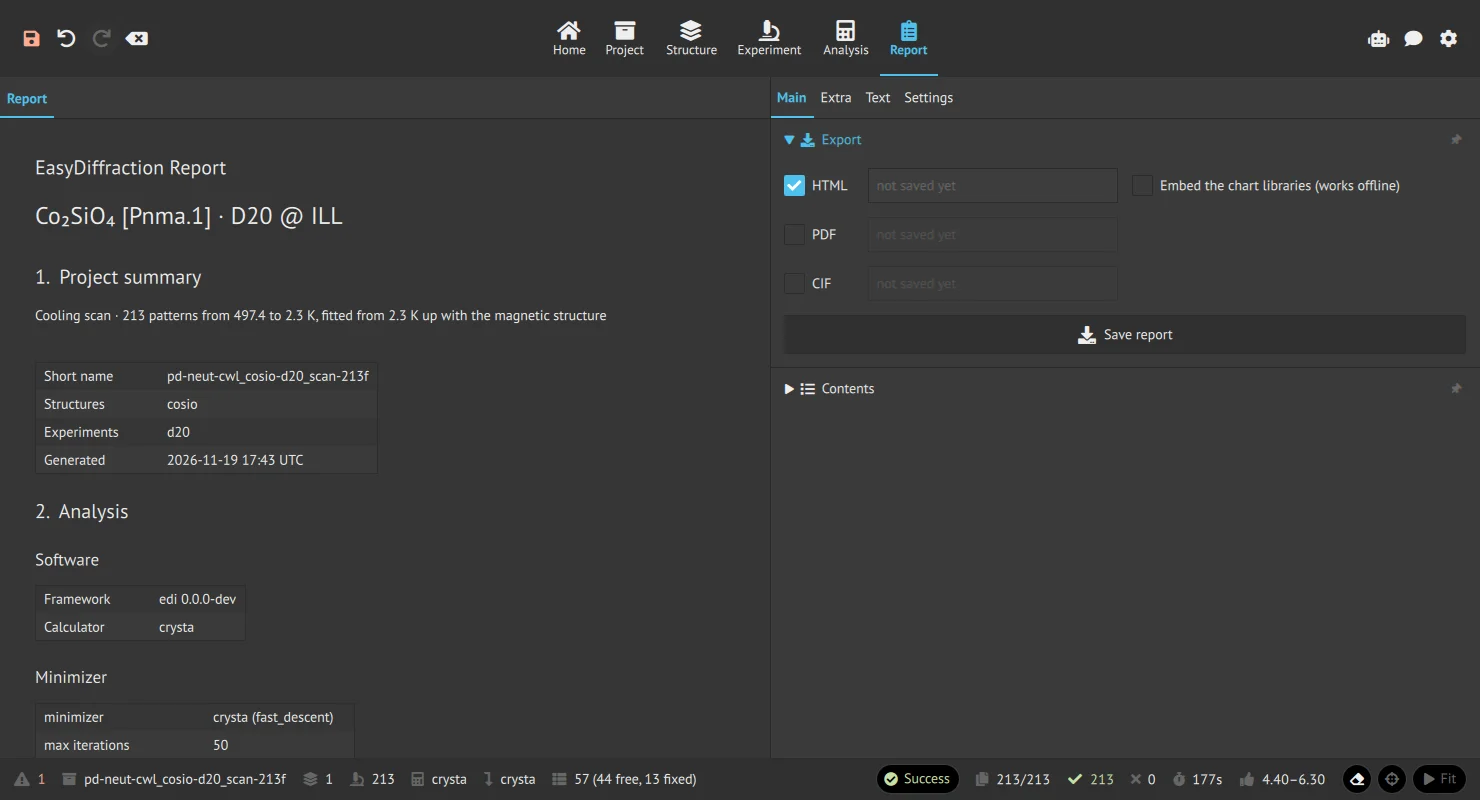 Home Project Structure Experiment Analysis Report
Report
Main Extra Text Settings
EasyDiffraction Report
Co₂SiO₄ [Pnma.1] · D20 @ ILL
1. Project summary
Cooling scan · 213 patterns from 497.4 to 2.3 K, fitted from 2.3 K up with the magnetic structure
Short name pd-neut-cwl_cosio-d20_scan-213f
Structures cosio
Experiments d20
Generated 2026-11-19 17:43 UTC
2. Analysis
Software
Framework edi 0.0.0-dev
Calculator crysta
Minimizer
minimizer crysta (fast_descent)
max iterations 50
Export
HTML not saved yet Embed the chart libraries (works offline)
PDF not saved yet
CIF not saved yet
Save report
Contents
1 pd-neut-cwl_cosio-d20_scan-213f 1 213 crysta crysta 57 (44 free, 13 fixed) Success 213/213 213 0 177s 4.40–6.30 Fit